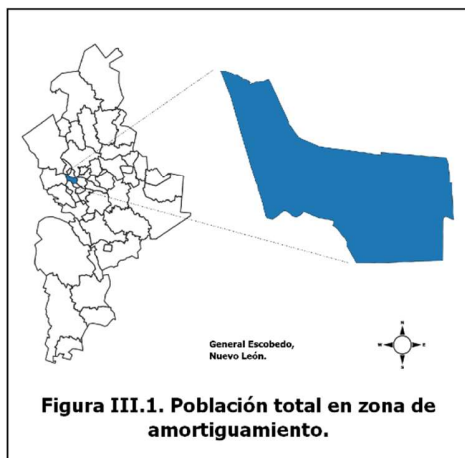 General Escobedo,
Nuevo León.
N
W
E
S
Figura III.1. Población total en zona de
amortiguamiento.